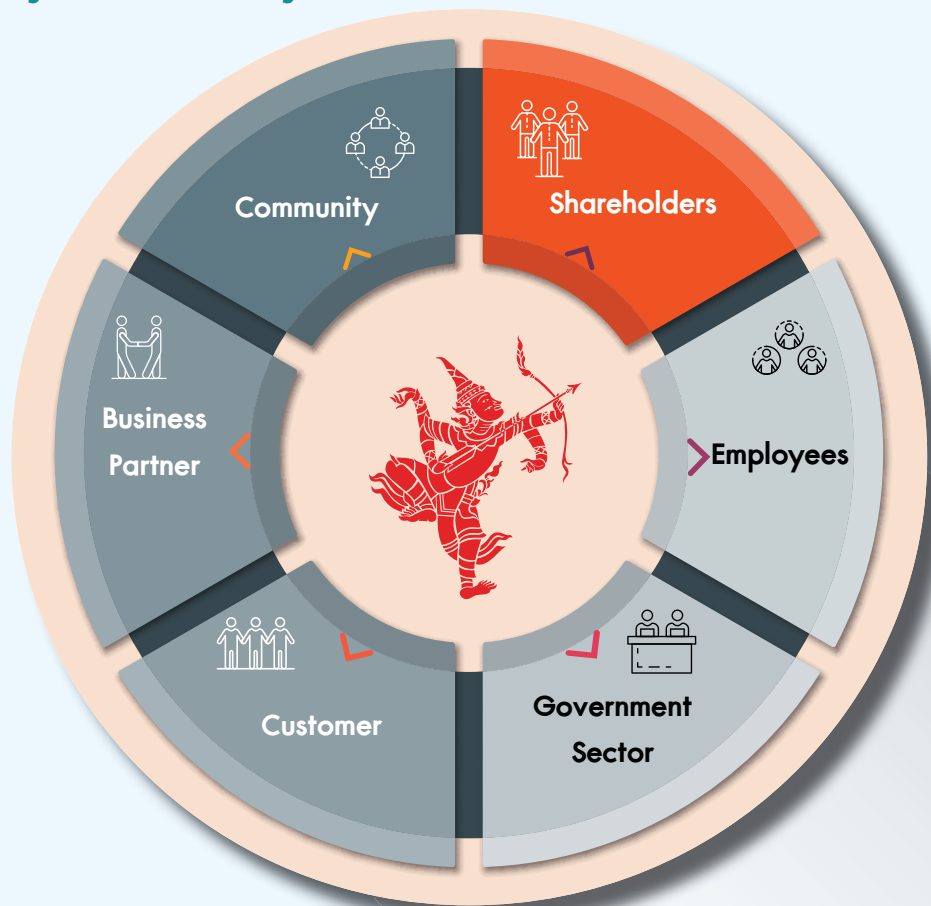 Community
Shareholders
Business
Partner
Employees
Customer
Government
Sector